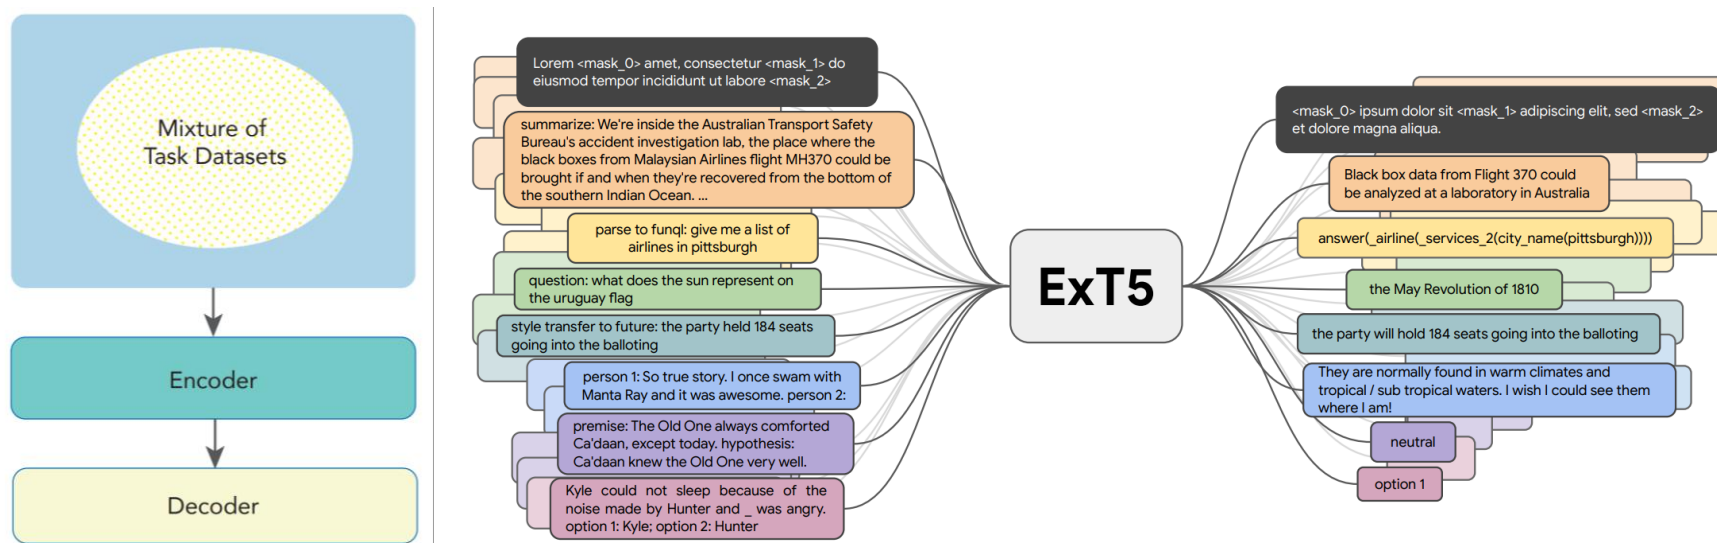 Mixture of
Task Datasets
Encoder
Decoder
Lorem <mask_0> amet, consectetur <mask_1> do
eiusmod tempor incididunt ut labore <mask_2>
summarize: We're inside the Australian Transport Safety
Bureau's accident investigation lab, the place where the
black boxes from Malaysian Airlines flight MH370 could be
brought if and when they're recovered from the bottom of
the southern Indian Ocean. ...
parse to funql: give me a list of
airlines in pittsburgh
question: what does the sun represent on
the uruguay flag
style transfer to future: the party held 184 seats
going into the balloting
person 1: So true story. I once swam with
Manta Ray and it was awesome. person 2:
premise: The Old One always comforted
Ca'daan, except today. hypothesis:
Ca'daan knew the Old One very well.
Kyle could not sleep because of the
noise made by Hunter and _ was angry.
option 1: Kyle; option 2: Hunter
ExT5
<mask_0> ipsum dolor sit <mask_1> adipiscing elit, sed <mask_2>
et dolore magna aliqua.
Black box data from Flight 370 could
be analyzed at a laboratory in Australia
answer(_airline(_services_2(city_name(pittsburgh))))
the May Revolution of 1810
the party will hold 184 seats going into the balloting
They are normally found in warm climates and
tropical / sub tropical waters. I wish I could see them
where I am!
neutral
option 1